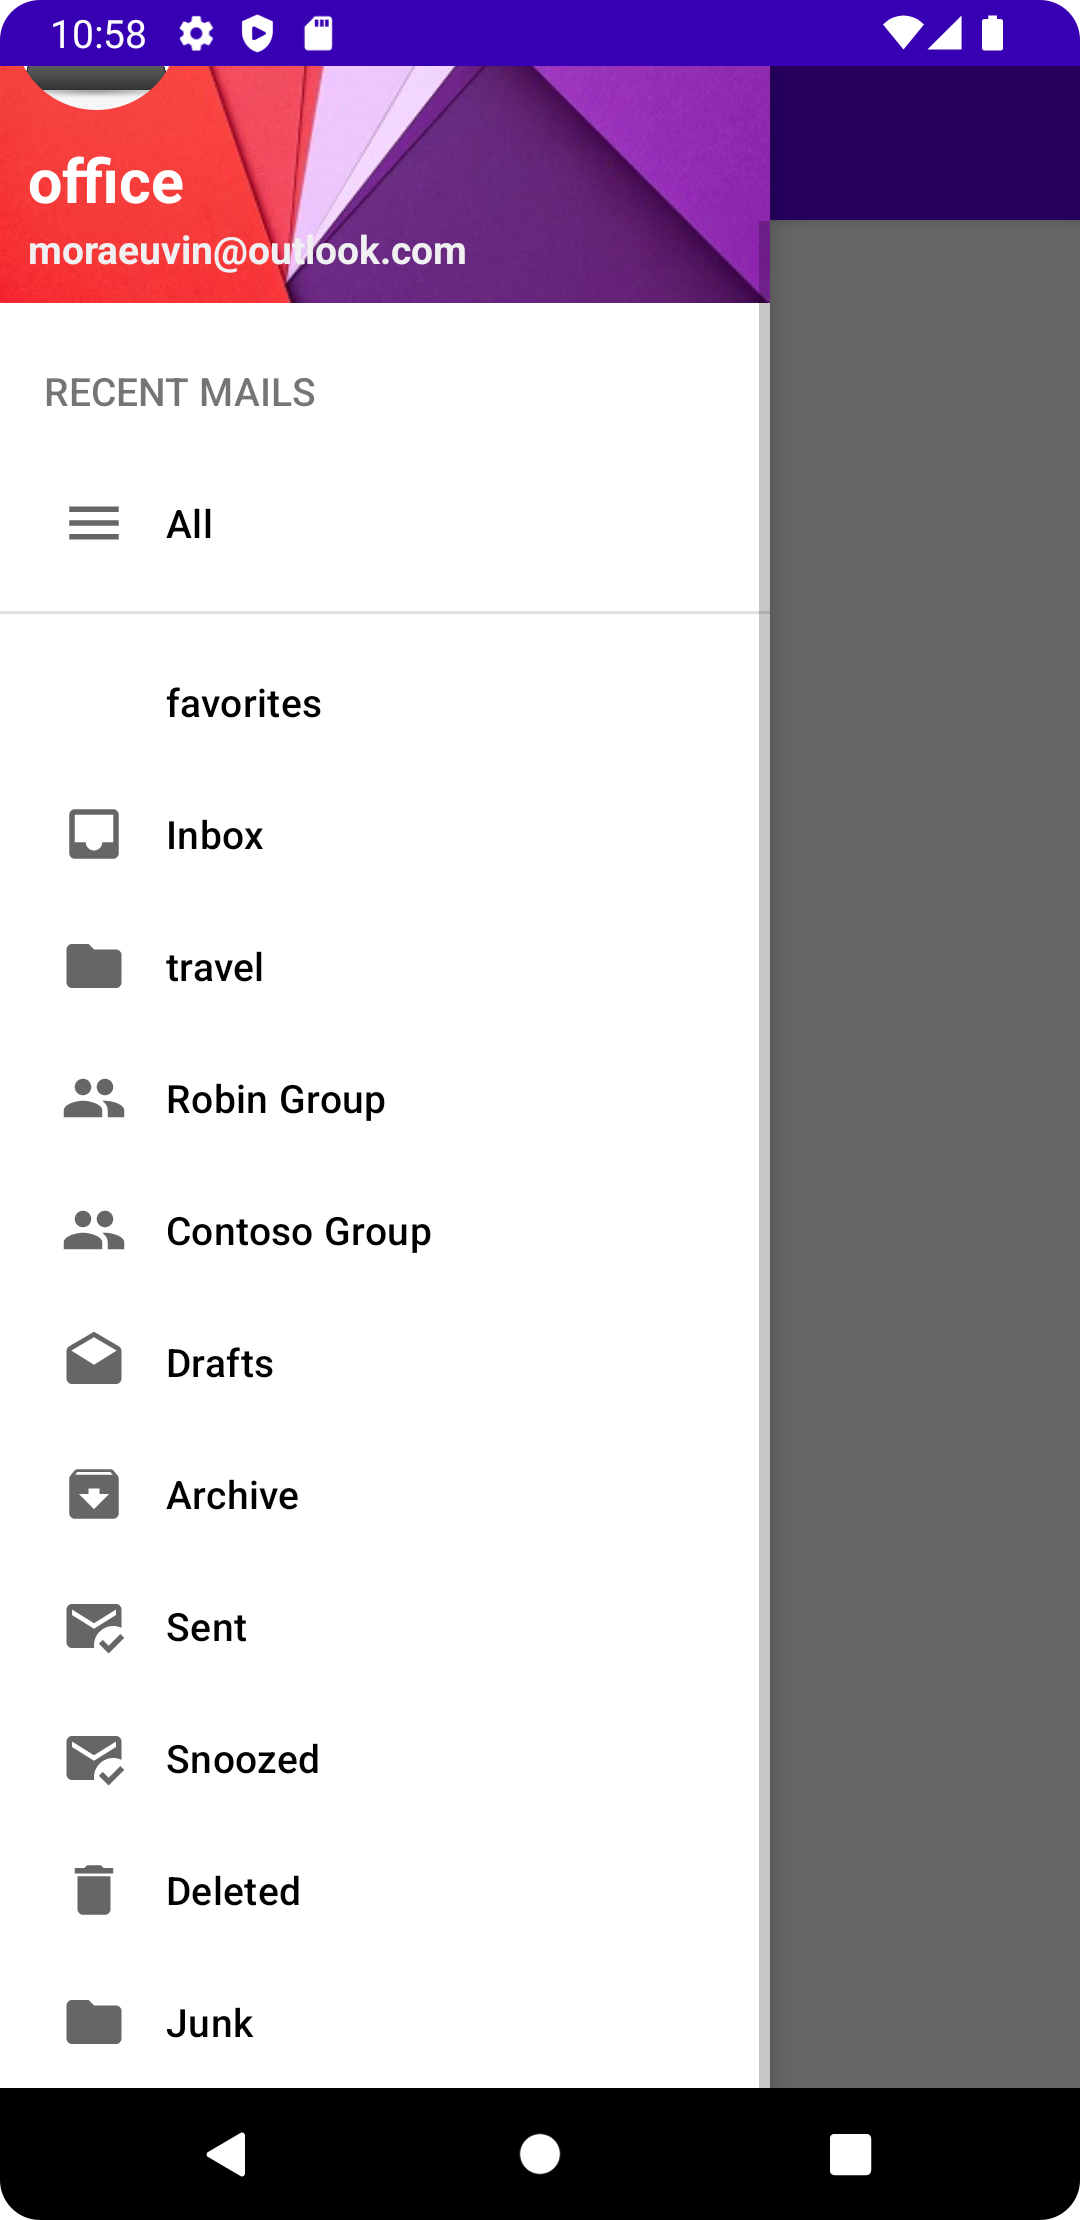 10:58
office
moraeuvin@outlook.com
RECENT MAILS
All
favorites
Inbox
travel
Robin Group
Contoso Group
Drafts
Archive
Sent
Snoozed
Deleted
Junk